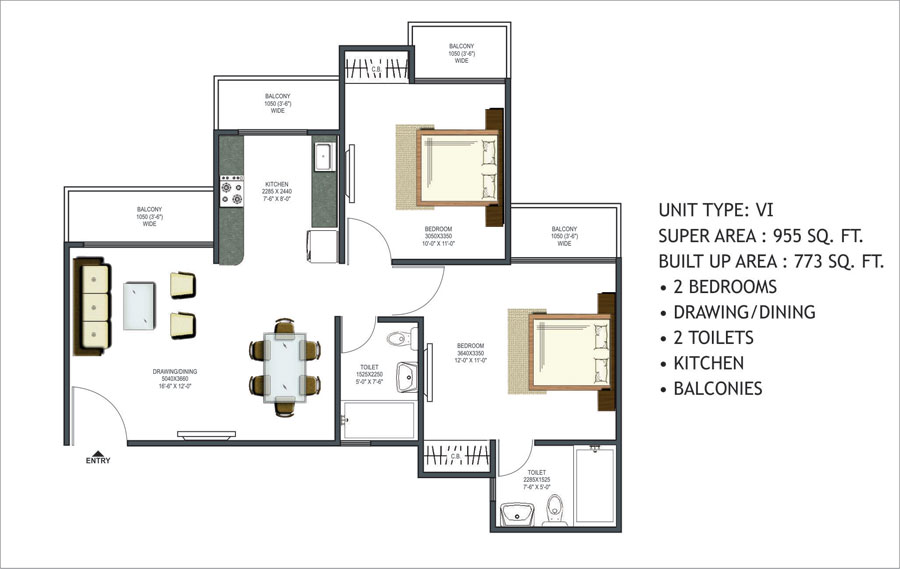 BALCONY
1050 (3'-6")
WIDE
C.B.
BALCONY
1050 (3'-6")
WIDE
KITCHEN
2285 X 2440
7'-6" X 8'-0"
BALCONY
1050 (3'-6")
WIDE
BEDROOM
3050X3350
10'-0" X 11'-0"
BALCONY
1050 (3'-6")
WIDE
DRAWING/DINING
5040X3660
16'-6" X 12'-0"
TOILET
1525X2250
5'-0" X 7'-6"
BEDROOM
3640X3350
12'-0" X 11'-0"
C.B.
TOILET
2285X1525
7'-6" X 5'-0"
ENTRY
UNIT TYPE: VI
SUPER AREA : 955 SQ. FT.
BUILT UP AREA : 773 SQ. FT.
• 2 BEDROOMS
• DRAWING/DINING
• 2 TOILETS
• KITCHEN
• BALCONIES